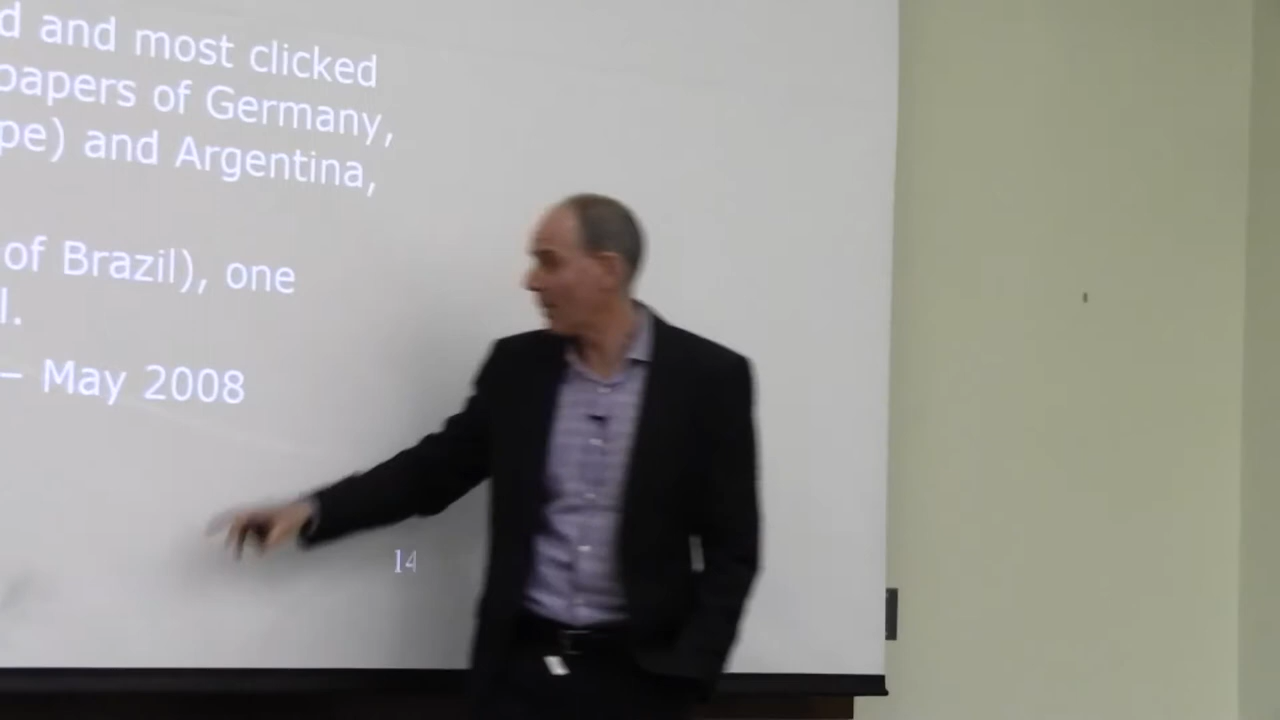 d and most clicked
papers of Germany,
pe) and Argentina,
of Brazil), one
l.
– May 2008
14